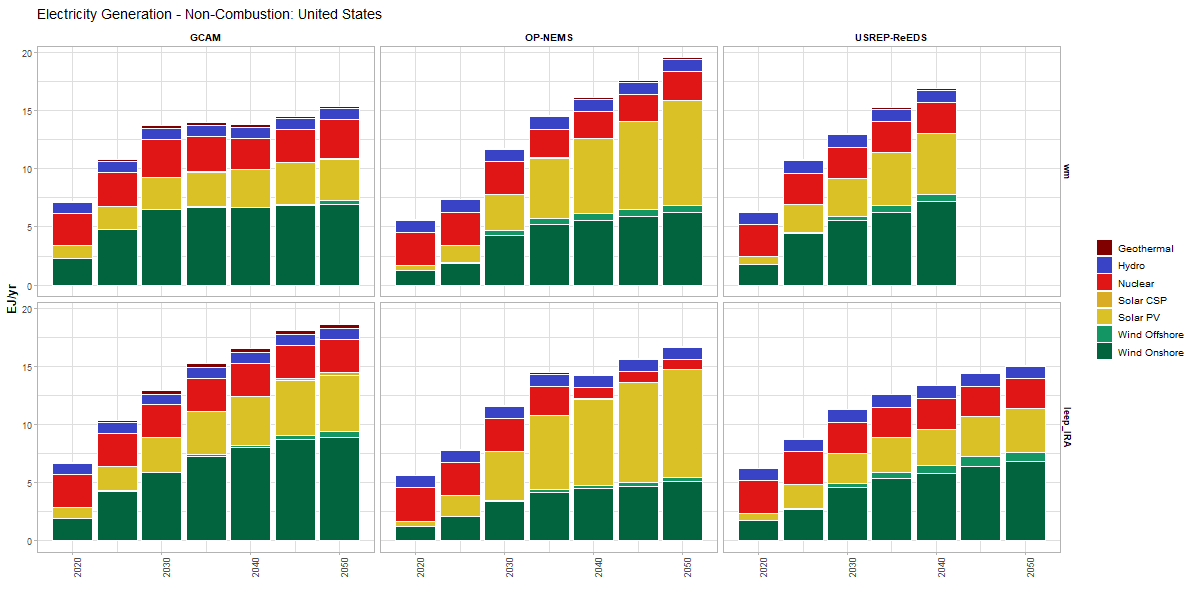 Electricity Generation - Non-Combustion: United States
GCAM
OP-NEMS
USREP-ReEDS
20
15
10
5
0
wm
20
15
10
5
0
leep_IRA
EJ/yr
2020
2030
2040
2050
2020
2030
2040
2050
2020
2030
2040
2050
Geothermal
Hydro
Nuclear
Solar CSP
Solar PV
Wind Offshore
Wind Onshore